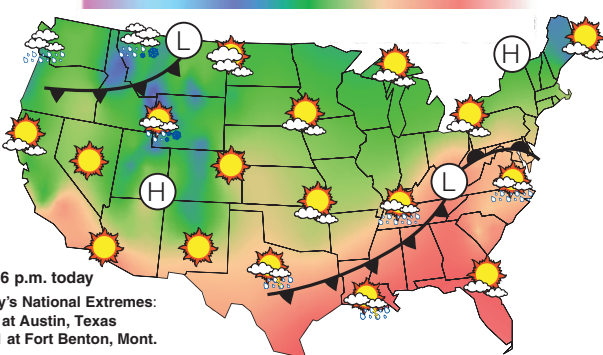 L
H
H
L
6 p.m. today
y's National Extremes:
at Austin, Texas
at Fort Benton, Mont.